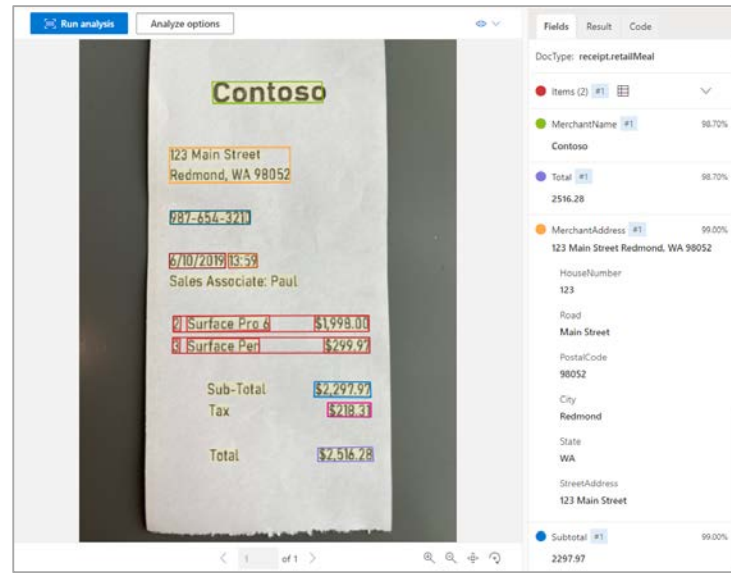 Run analysis
Analyze options
Contoso
123 Main Street
Redmond, WA 98052
987-654-3210
6/10/2019 13:59
Sales Associate: Paul
2 Surface Pro 6 $1,998.00
3 Surface Pen $299.97
Sub-Total $2,297.97
Tax $218.31
Total $2,516.28
1 of 1
Fields Result Code
DocType: receipt.retailMeal
Items (2) #1
MerchantName #1 98.70%
Contoso
Total #1 98.70%
2516.28
MerchantAddress #1 99.00%
123 Main Street Redmond, WA 98052
HouseNumber
123
Road
Main Street
PostalCode
98052
City
Redmond
State
WA
StreetAddress
123 Main Street
Subtotal #1 99.00%
2297.97